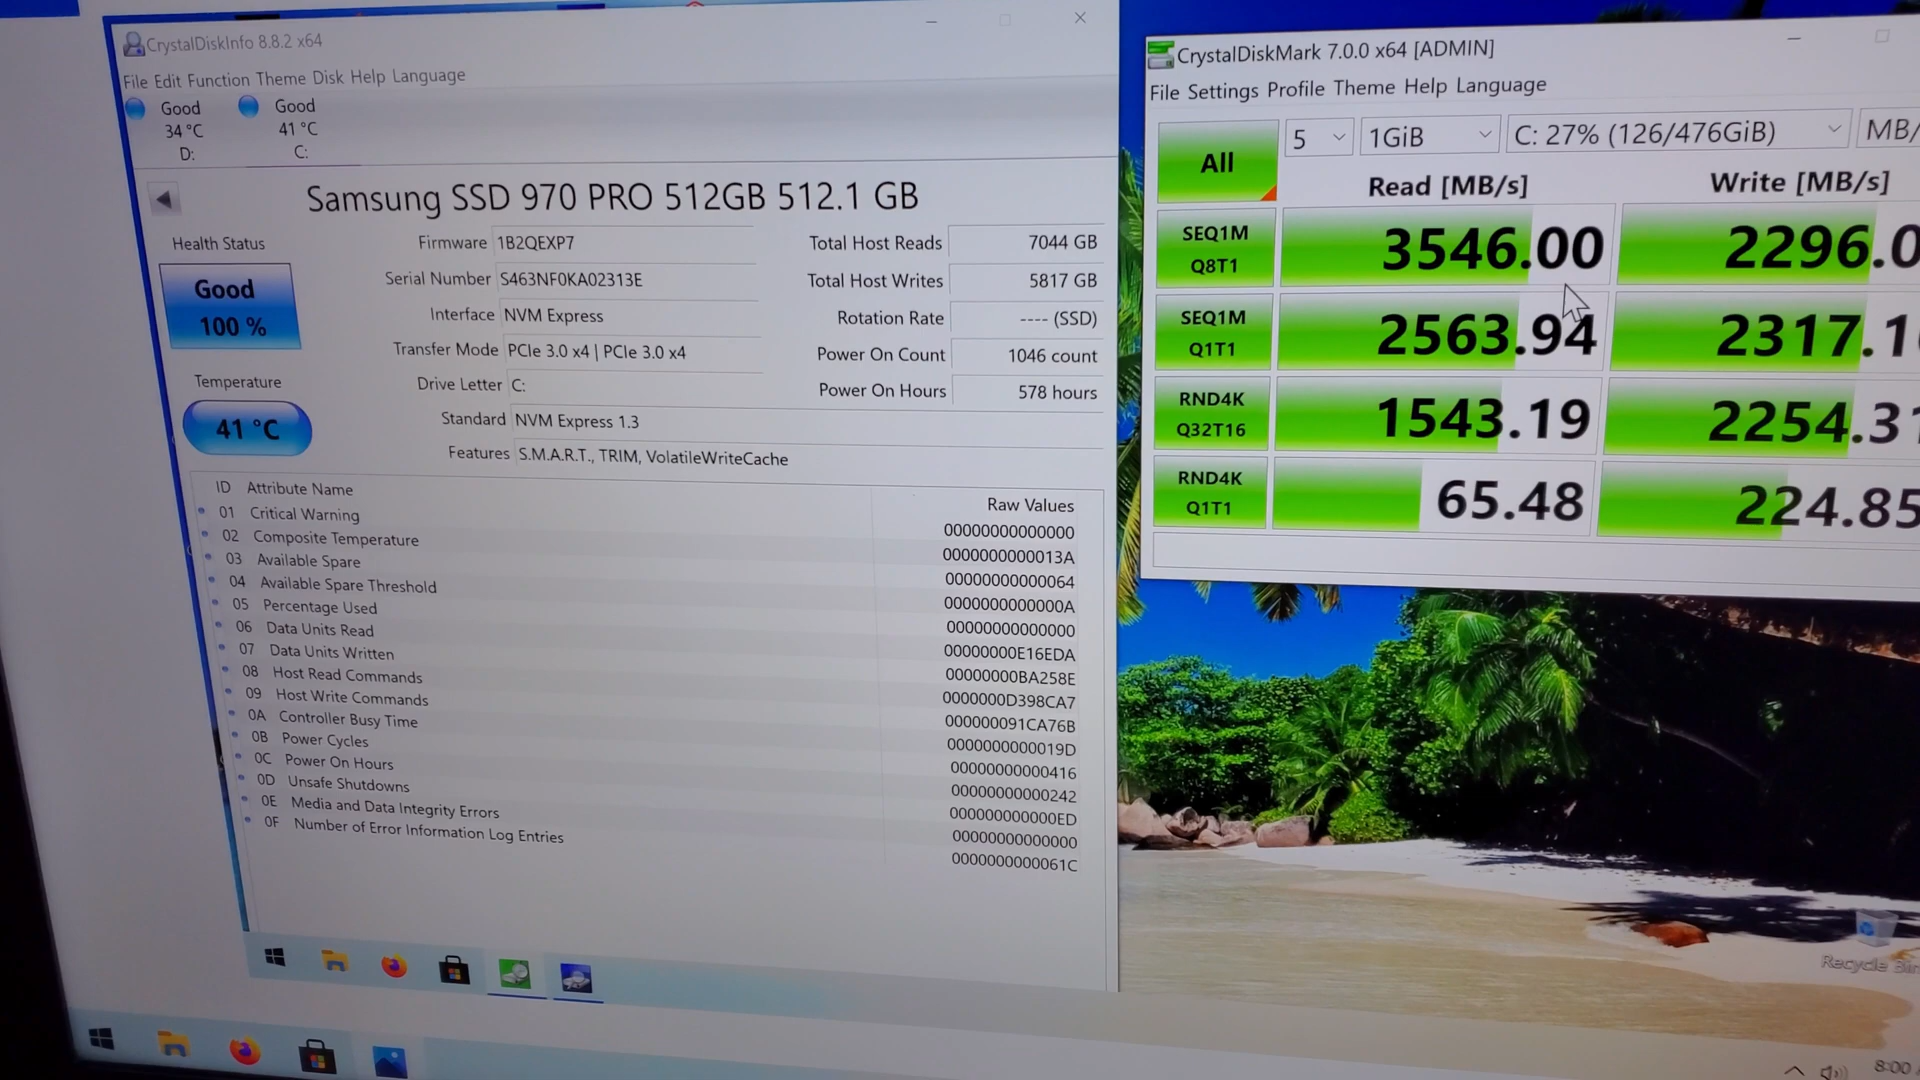 CrystalDiskInfo 8.8.2 x64
File Edit Function Theme Disk Help Language
Good Good
34 °C 41 °C
D: C:
Samsung SSD 970 PRO 512GB 512.1 GB
Health Status
Good
100 %
Temperature
41 °C
Firmware 1B2QEXP7
Serial Number S463NF0KA02313E
Interface NVM Express
Transfer Mode PCIe 3.0 x4 | PCIe 3.0 x4
Drive Letter C:
Standard NVM Express 1.3
Features S.M.A.R.T., TRIM, VolatileWriteCache
Total Host Reads 7044 GB
Total Host Writes 5817 GB
Rotation Rate ---- (SSD)
Power On Count 1046 count
Power On Hours 578 hours
ID Attribute Name Raw Values
01 Critical Warning 00000000000000
02 Composite Temperature 0000000000013A
03 Available Spare 00000000000064
04 Available Spare Threshold 0000000000000A
05 Percentage Used 00000000000000
06 Data Units Read 00000000E16EDA
07 Data Units Written 00000000BA258E
08 Host Read Commands 0000000D398CA7
09 Host Write Commands 000000091CA76B
0A Controller Busy Time 0000000000019D
0B Power Cycles 00000000000416
0C Power On Hours 00000000000242
0D Unsafe Shutdowns 000000000000ED
0E Media and Data Integrity Errors 00000000000000
0F Number of Error Information Log Entries 0000000000061C
CrystalDiskMark 7.0.0 x64 [ADMIN]
File Settings Profile Theme Help Language
All 5 1GiB C: 27% (126/476GiB) MB/
Read [MB/s] Write [MB/s]
SEQ1M
Q8T1
3546.00 2296.0
SEQ1M
Q1T1
2563.94 2317.1
RND4K
Q32T16
1543.19 2254.31
RND4K
Q1T1
65.48 224.85
Recycle Bin
8:00